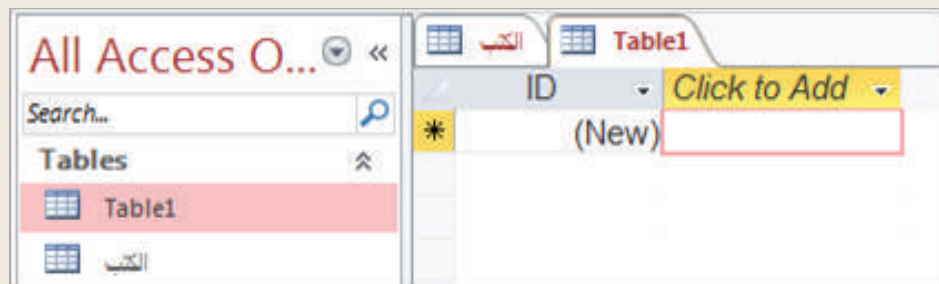 All Access O... «
Search...
Tables
Table1
الكتب
الكتب Table1
ID Click to Add
* (New)